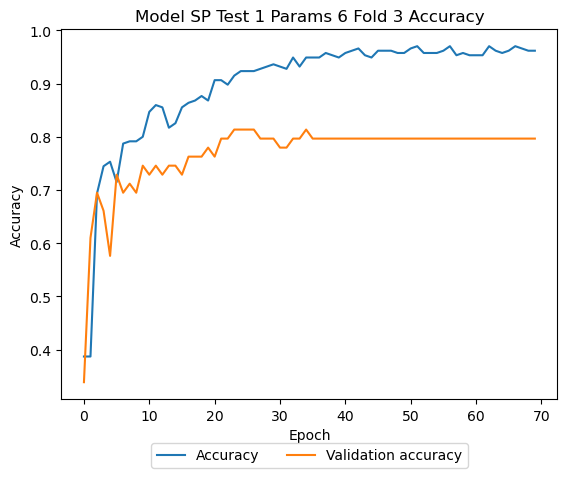 Model SP Test 1 Params 6 Fold 3 Accuracy
1.0
0.9
0.8
0.7
0.6
0.5
0.4
Accuracy
0 10 20 30 40 50 60 70
Epoch
Accuracy Validation accuracy